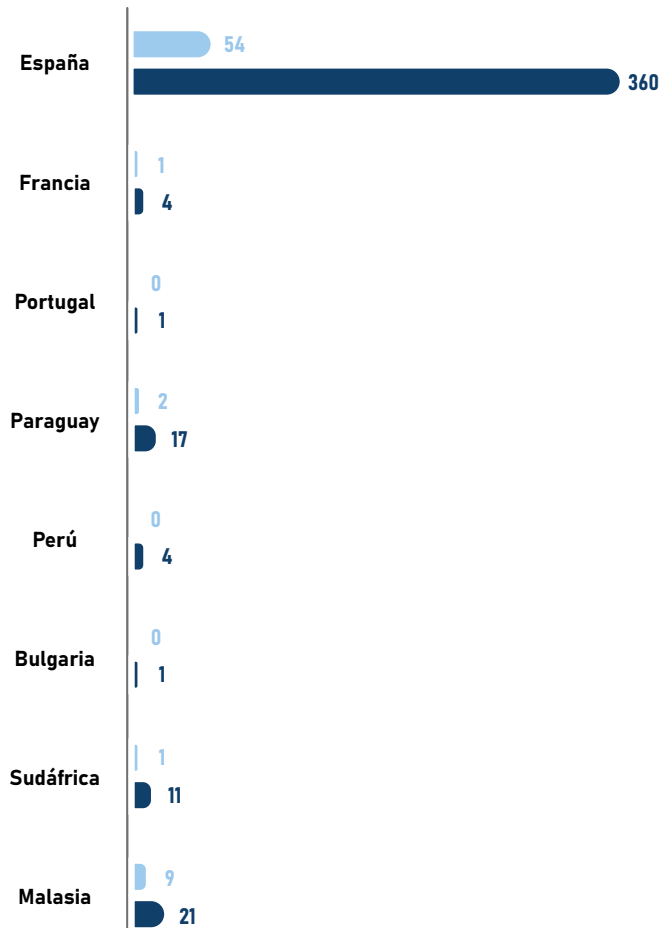 54
España
360
1
Francia
4
0
Portugal
1
2
Paraguay
17
0
Perú
4
0
Bulgaria
1
1
Sudáfrica
11
9
Malasia
21